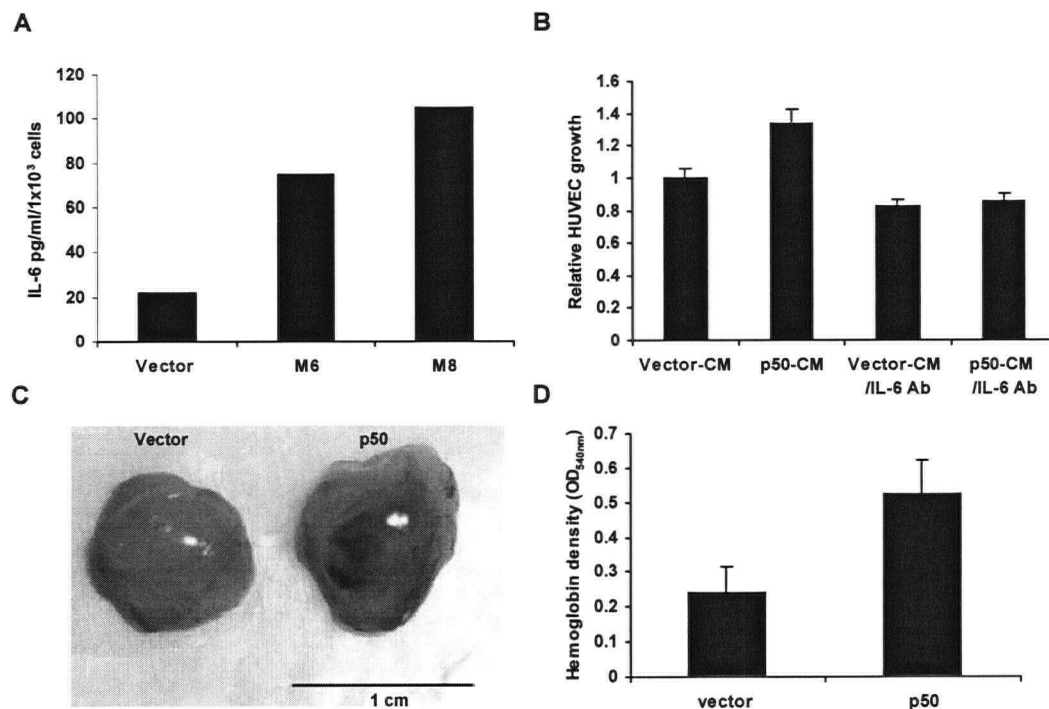 A
IL-6 pg/ml/1x10³ cells
120
100
80
60
40
20
0
Vector M6 M8
B
Relative HUVEC growth
1.6
1.4
1.2
1
0.8
0.6
0.4
0.2
0
Vector-CM p50-CM Vector-CM p50-CM
/IL-6 Ab /IL-6 Ab
C
Vector p50
1 cm
D
Hemoglobin density (OD540nm)
0.7
0.6
0.5
0.4
0.3
0.2
0.1
0
vector p50